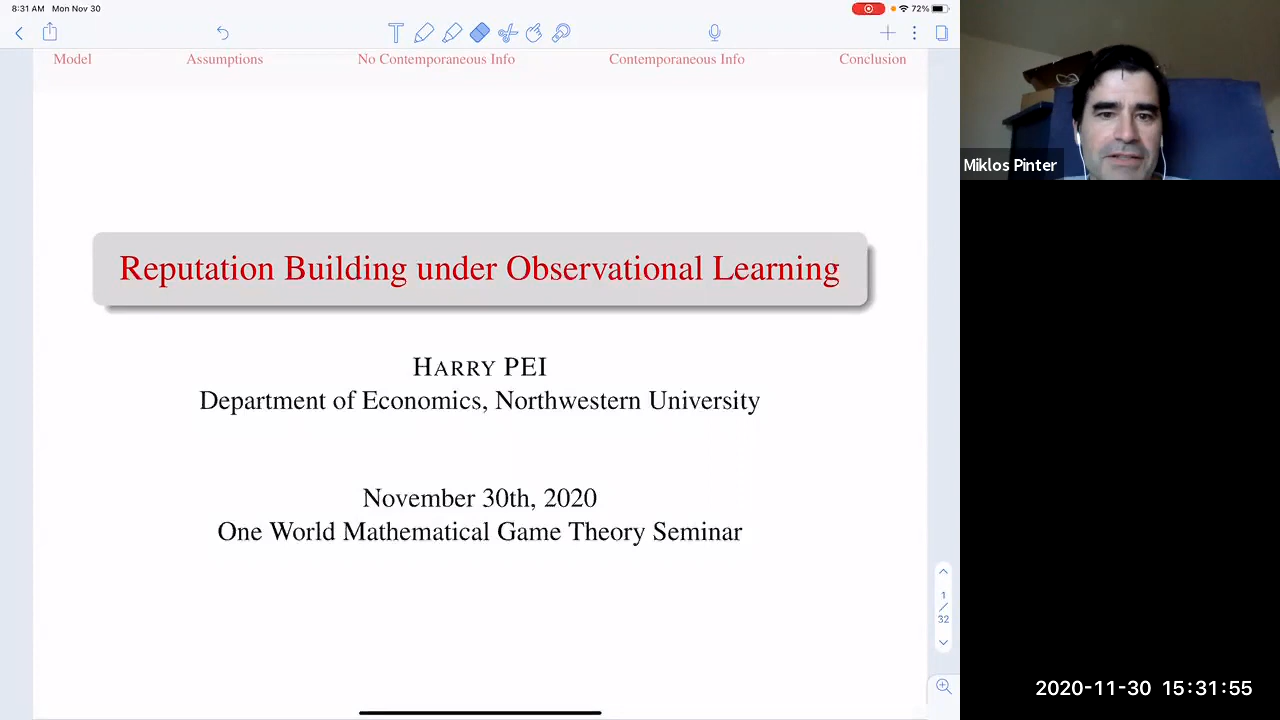 8:31 AM Mon Nov 30
72%
Model Assumptions No Contemporaneous Info Contemporaneous Info Conclusion
Reputation Building under Observational Learning
HARRY PEI
Department of Economics, Northwestern University
November 30th, 2020
One World Mathematical Game Theory Seminar
1
/
32
Miklos Pinter
2020-11-30 15:31:55